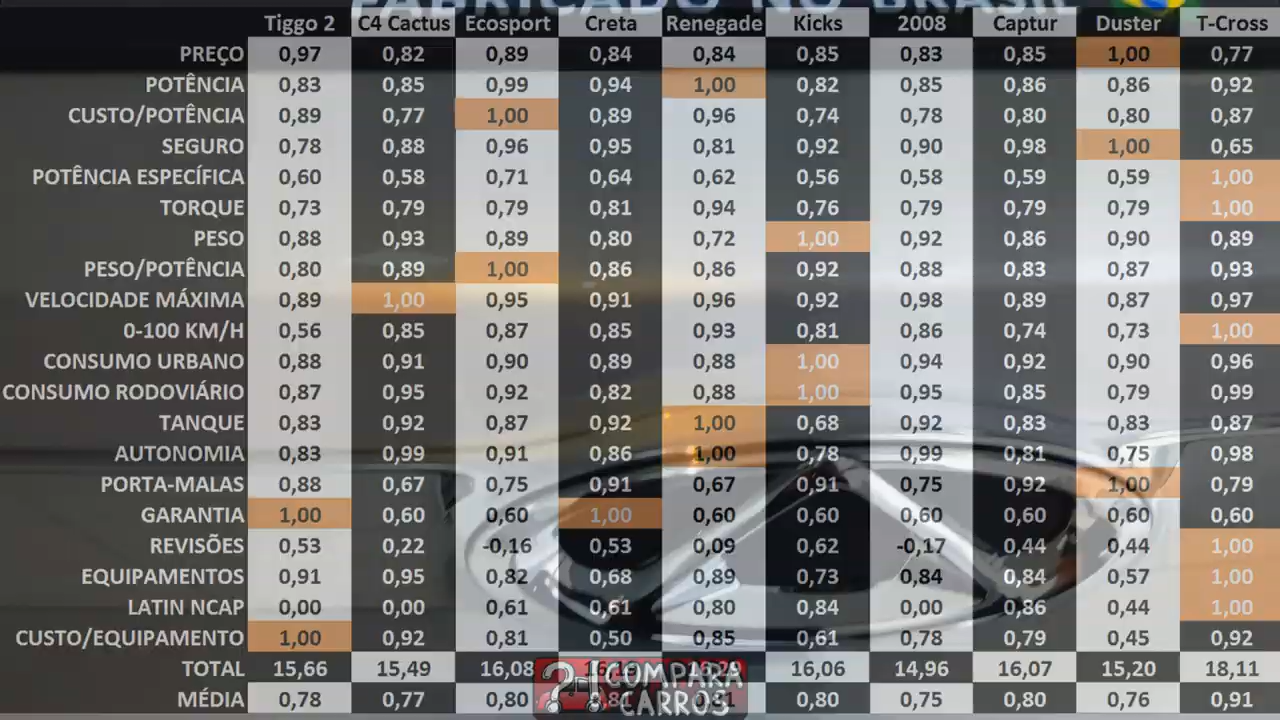 FABRICADO NO BRASIL
Tiggo 2 C4 Cactus Ecosport Creta Renegade Kicks 2008 Captur Duster T-Cross
PREÇO 0,97 0,82 0,89 0,84 0,84 0,85 0,83 0,85 1,00 0,77
POTÊNCIA 0,83 0,85 0,99 0,94 1,00 0,82 0,85 0,86 0,86 0,92
CUSTO/POTÊNCIA 0,89 0,77 1,00 0,89 0,96 0,74 0,78 0,80 0,80 0,87
SEGURO 0,78 0,88 0,96 0,95 0,81 0,92 0,90 0,98 1,00 0,65
POTÊNCIA ESPECÍFICA 0,60 0,58 0,71 0,64 0,62 0,56 0,58 0,59 0,59 1,00
TORQUE 0,73 0,79 0,79 0,81 0,94 0,76 0,79 0,79 0,79 1,00
PESO 0,88 0,93 0,89 0,80 0,72 1,00 0,92 0,86 0,90 0,89
PESO/POTÊNCIA 0,80 0,89 1,00 0,86 0,86 0,92 0,88 0,83 0,87 0,93
VELOCIDADE MÁXIMA 0,89 1,00 0,95 0,91 0,96 0,92 0,98 0,89 0,87 0,97
0-100 KM/H 0,56 0,85 0,87 0,85 0,93 0,81 0,86 0,74 0,73 1,00
CONSUMO URBANO 0,88 0,91 0,90 0,89 0,88 1,00 0,94 0,92 0,90 0,96
CONSUMO RODOVIÁRIO 0,87 0,95 0,92 0,82 0,88 1,00 0,95 0,85 0,79 0,99
TANQUE 0,83 0,92 0,87 0,92 1,00 0,68 0,92 0,83 0,83 0,87
AUTONOMIA 0,83 0,99 0,91 0,86 1,00 0,78 0,99 0,81 0,75 0,98
PORTA-MALAS 0,88 0,67 0,75 0,91 0,67 0,91 0,75 0,92 1,00 0,79
GARANTIA 1,00 0,60 0,60 1,00 0,60 0,60 0,60 0,60 0,60 0,60
REVISÕES 0,53 0,22 -0,16 0,53 0,09 0,62 -0,17 0,44 0,44 1,00
EQUIPAMENTOS 0,91 0,95 0,82 0,68 0,89 0,73 0,84 0,84 0,57 1,00
LATIN NCAP 0,00 0,00 0,61 0,61 0,80 0,84 0,00 0,86 0,44 1,00
CUSTO/EQUIPAMENTO 1,00 0,92 0,81 0,50 0,85 0,61 0,78 0,79 0,45 0,92
TOTAL 15,66 15,49 16,08 16,06 14,96 16,07 15,20 18,11
MÉDIA 0,78 0,77 0,80 0,80 0,75 0,80 0,76 0,91
COMPARA
CARROS